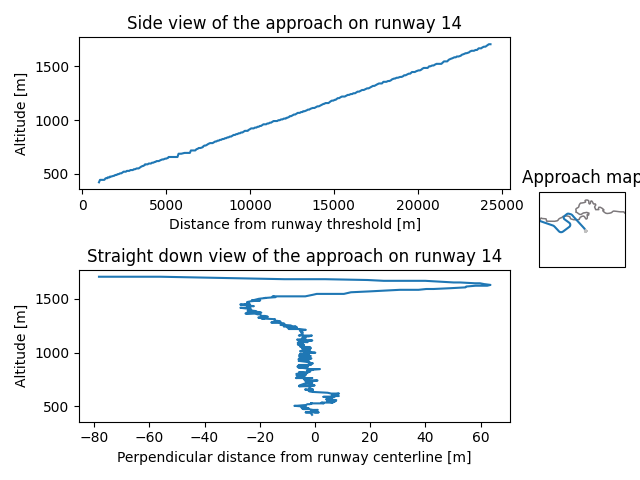 Side view of the approach on runway 14
Altitude [m]
1500
1000
500
0 5000 10000 15000 20000 25000
Distance from runway threshold [m]
Approach map
Straight down view of the approach on runway 14
Altitude [m]
1500
1000
500
−80 −60 −40 −20 0 20 40 60
Perpendicular distance from runway centerline [m]